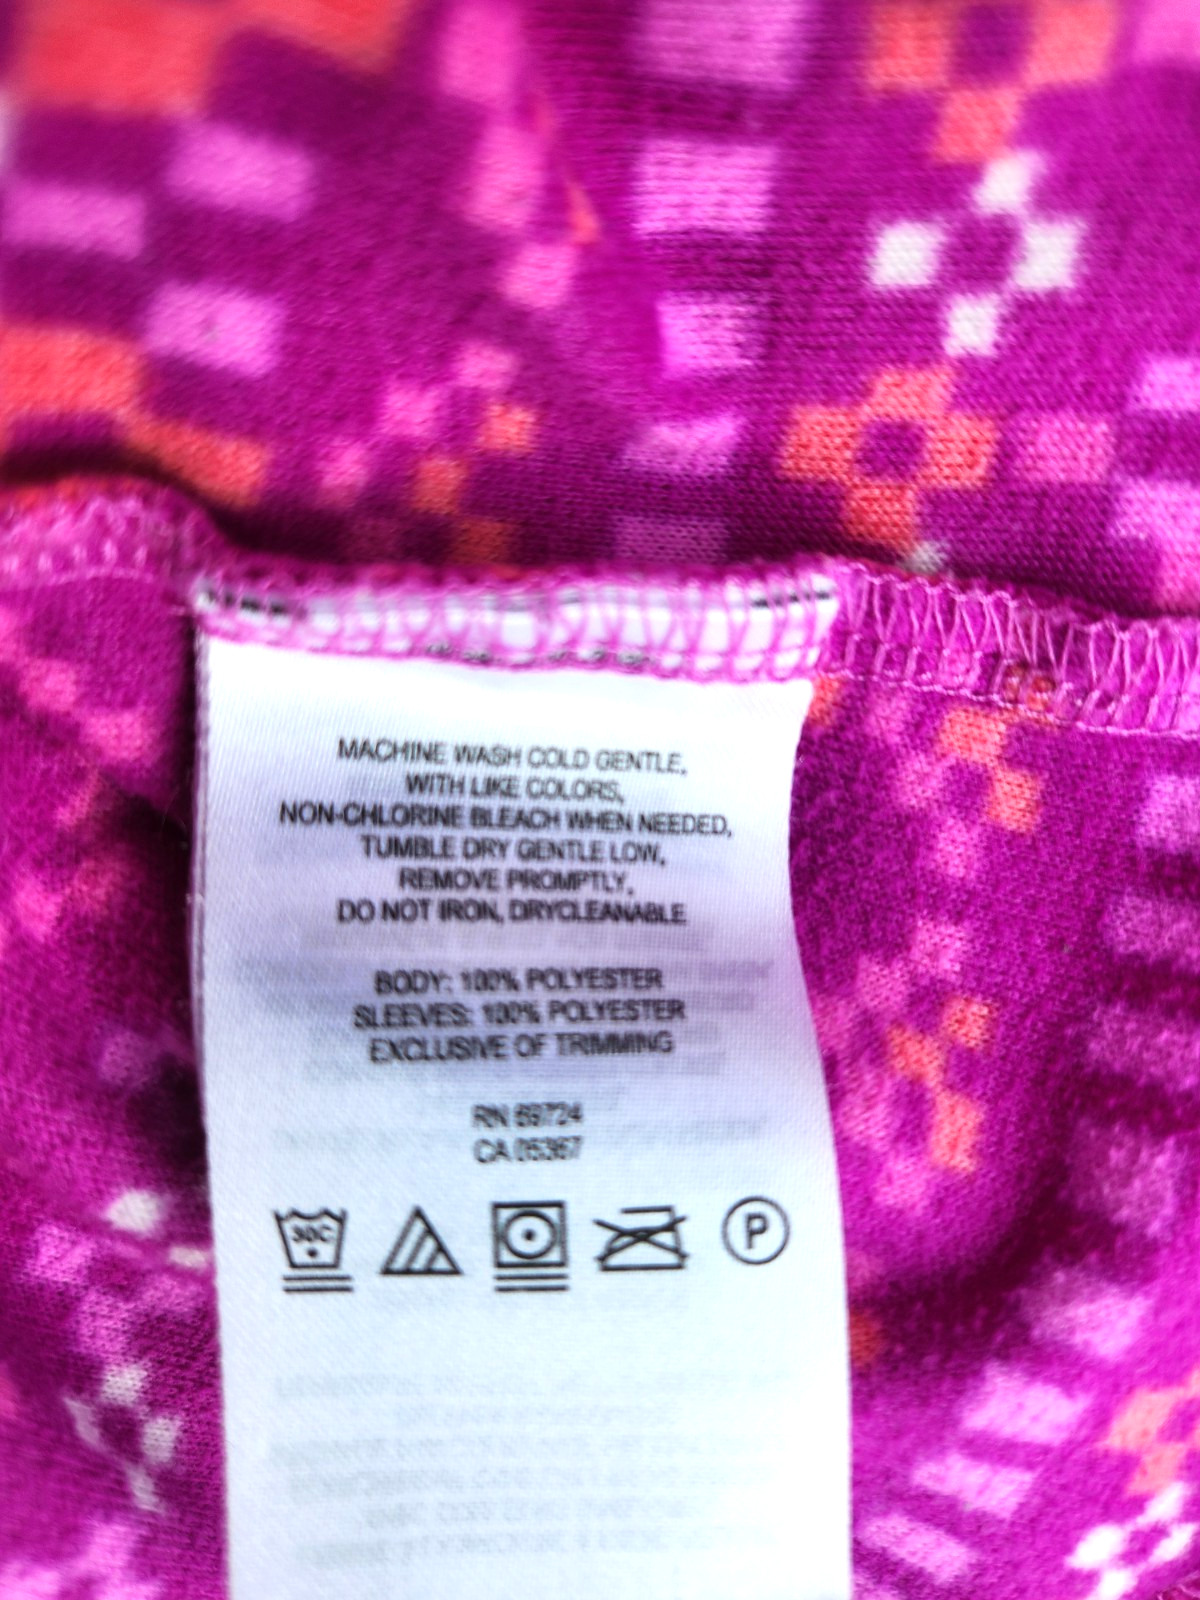 MACHINE WASH COLD GENTLE,
WITH LIKE COLORS,
NON-CHLORINE BLEACH WHEN NEEDED,
TUMBLE DRY GENTLE LOW,
REMOVE PROMPTLY,
DO NOT IRON, DRYCLEANABLE
BODY: 100% POLYESTER
SLEEVES: 100% POLYESTER
EXCLUSIVE OF TRIMMING
RN 69724
CA 05367
30C P